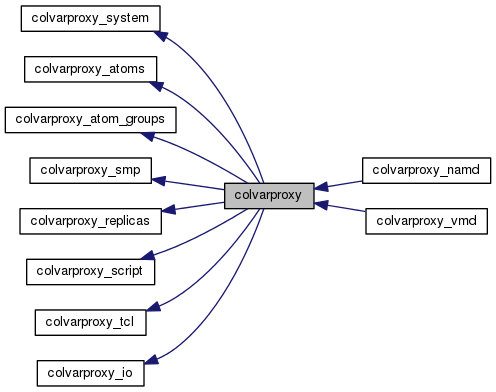 colvarproxy_system
colvarproxy_atoms
colvarproxy_atom_groups
colvarproxy_smp
colvarproxy_replicas
colvarproxy_script
colvarproxy_tcl
colvarproxy_io
colvarproxy
colvarproxy_namd
colvarproxy_vmd